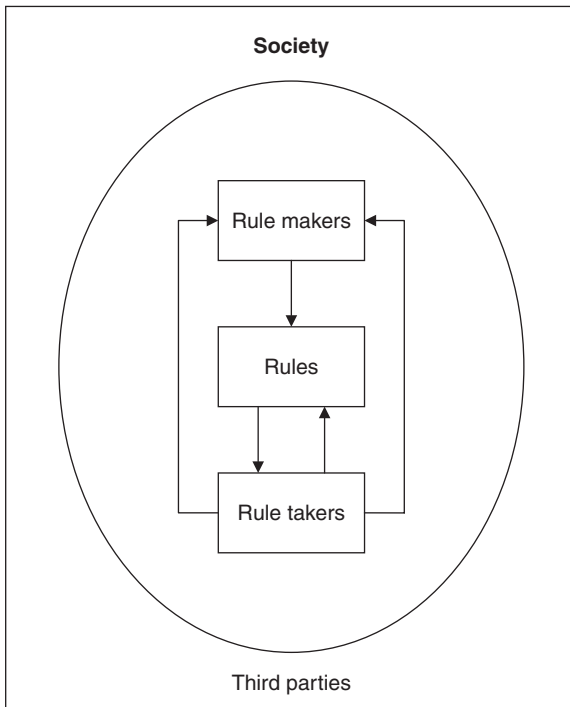 Society
Rule makers
Rules
Rule takers
Third parties